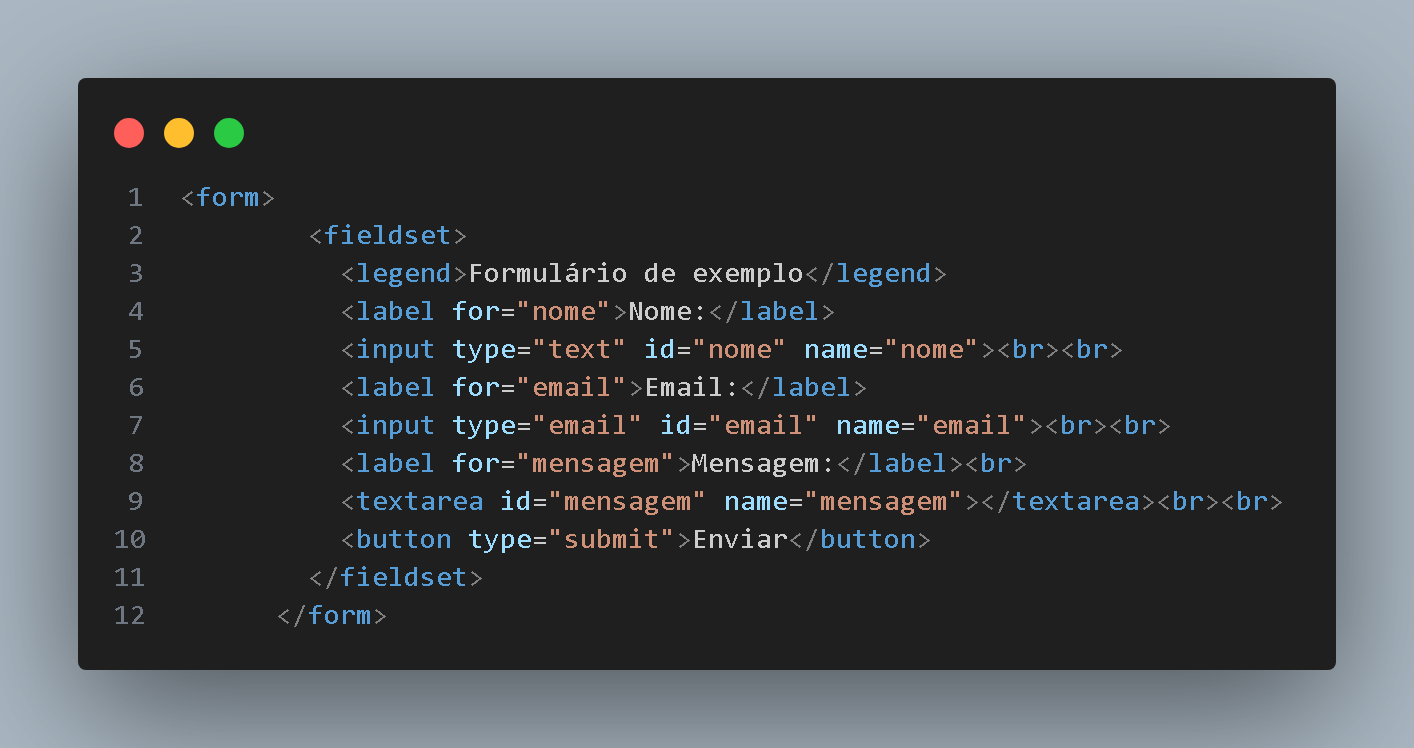 1 <form>
2 <fieldset>
3 <legend>Formulário de exemplo</legend>
4 <label for="nome">Nome:</label>
5 <input type="text" id="nome" name="nome"><br><br>
6 <label for="email">Email:</label>
7 <input type="email" id="email" name="email"><br><br>
8 <label for="mensagem">Mensagem:</label><br>
9 <textarea id="mensagem" name="mensagem"></textarea><br><br>
10 <button type="submit">Enviar</button>
11 </fieldset>
12 </form>